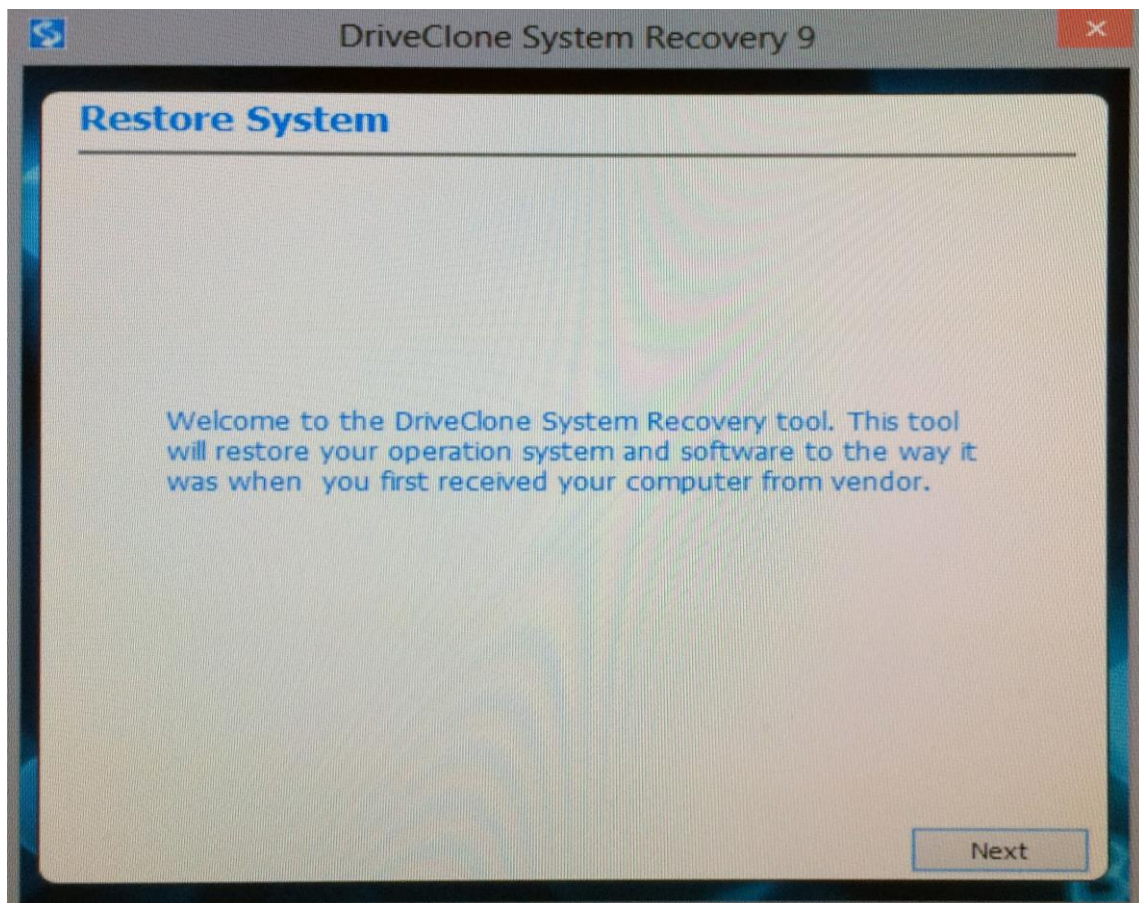 DriveClone System Recovery 9
Restore System
Welcome to the DriveClone System Recovery tool. This tool
will restore your operation system and software to the way it
was when  you first received your computer from vendor.
Next